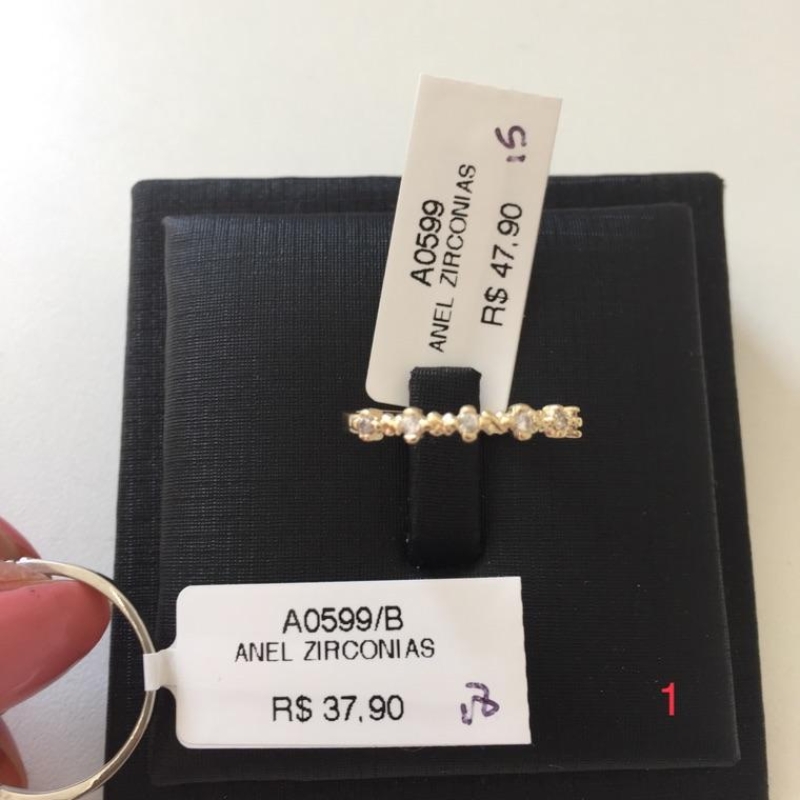 A0599
ANEL ZIRCONIAS
R$ 47,90
15
A0599/B
ANEL ZIRCONIAS
R$ 37,90
1